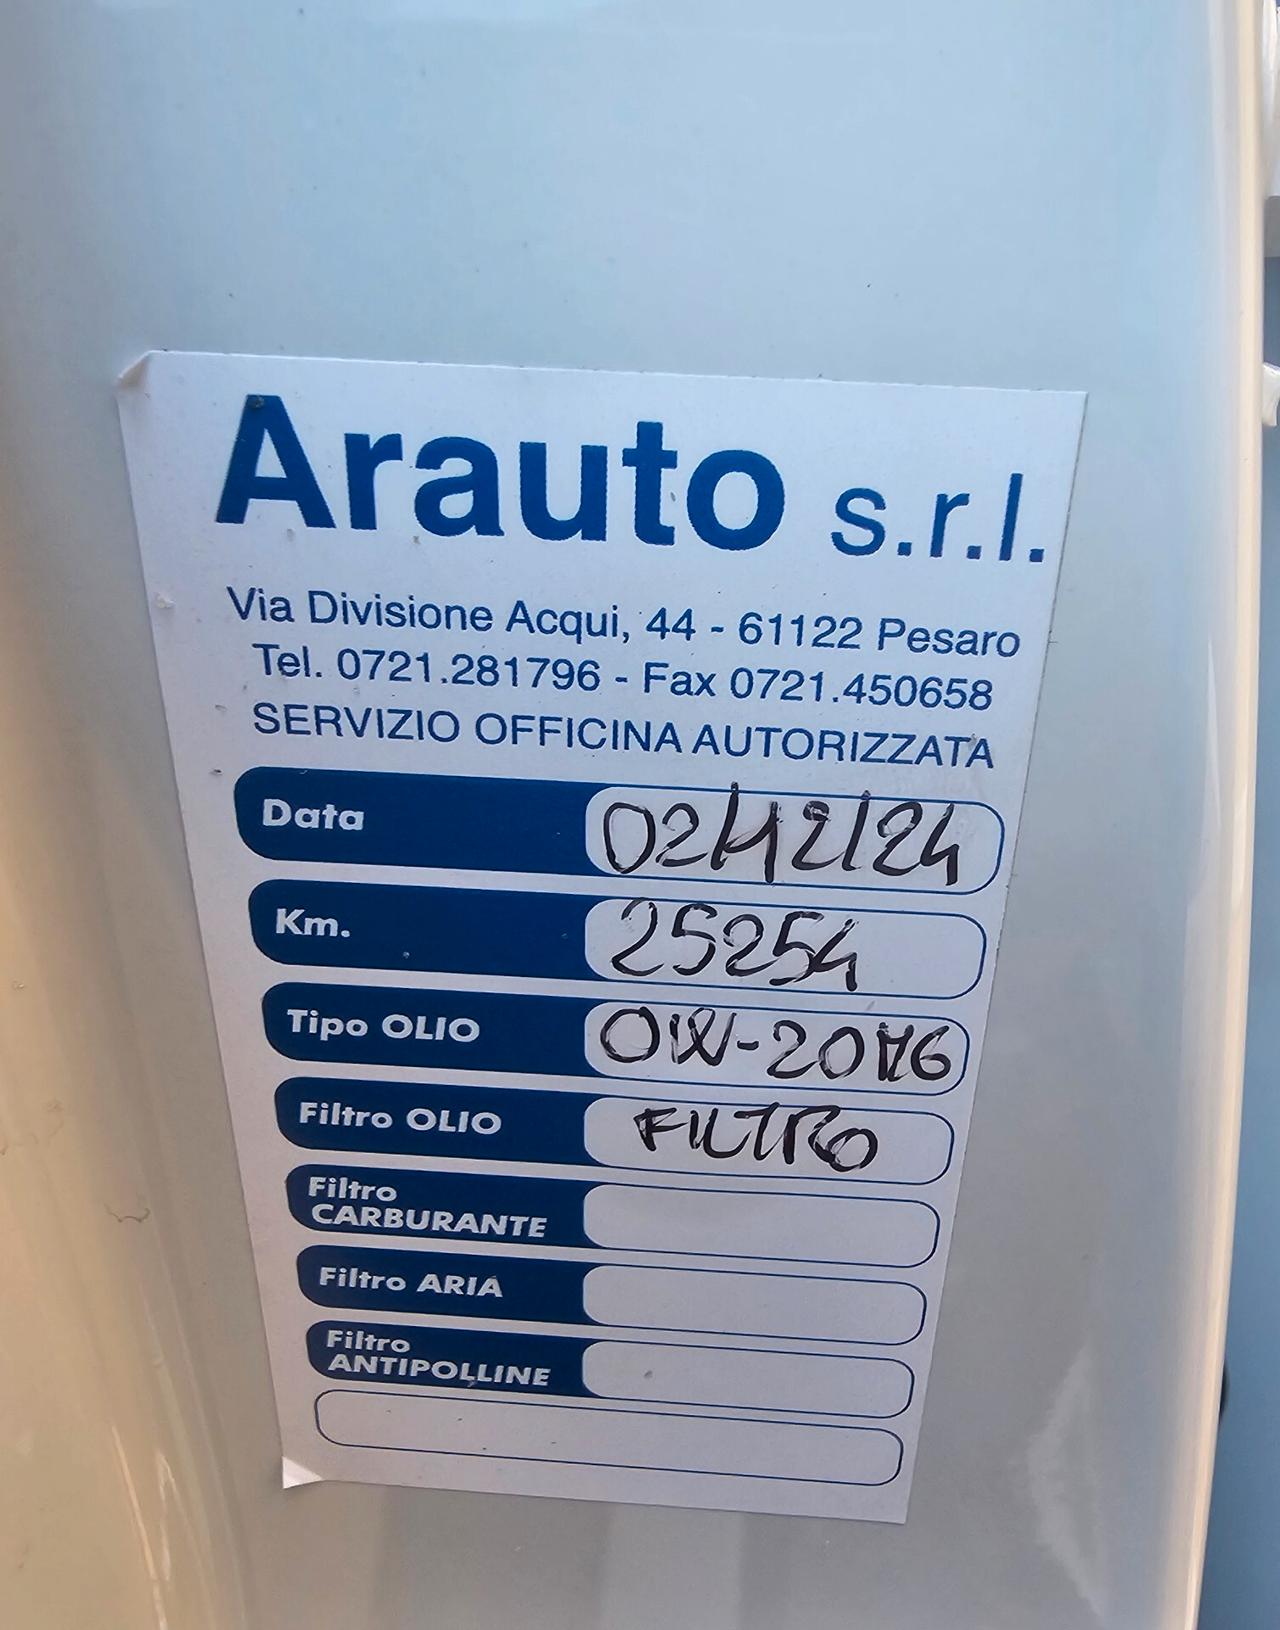 Arauto s.r.l.
Via Divisione Acqui, 44 - 61122 Pesaro
Tel. 0721.281796 - Fax 0721.450658
SERVIZIO OFFICINA AUTORIZZATA
Data 02/12/24
Km. 25254
Tipo OLIO 0W-20
Filtro OLIO FILTRO
Filtro
CARBURANTE
Filtro ARIA
Filtro
ANTIPOLLINE